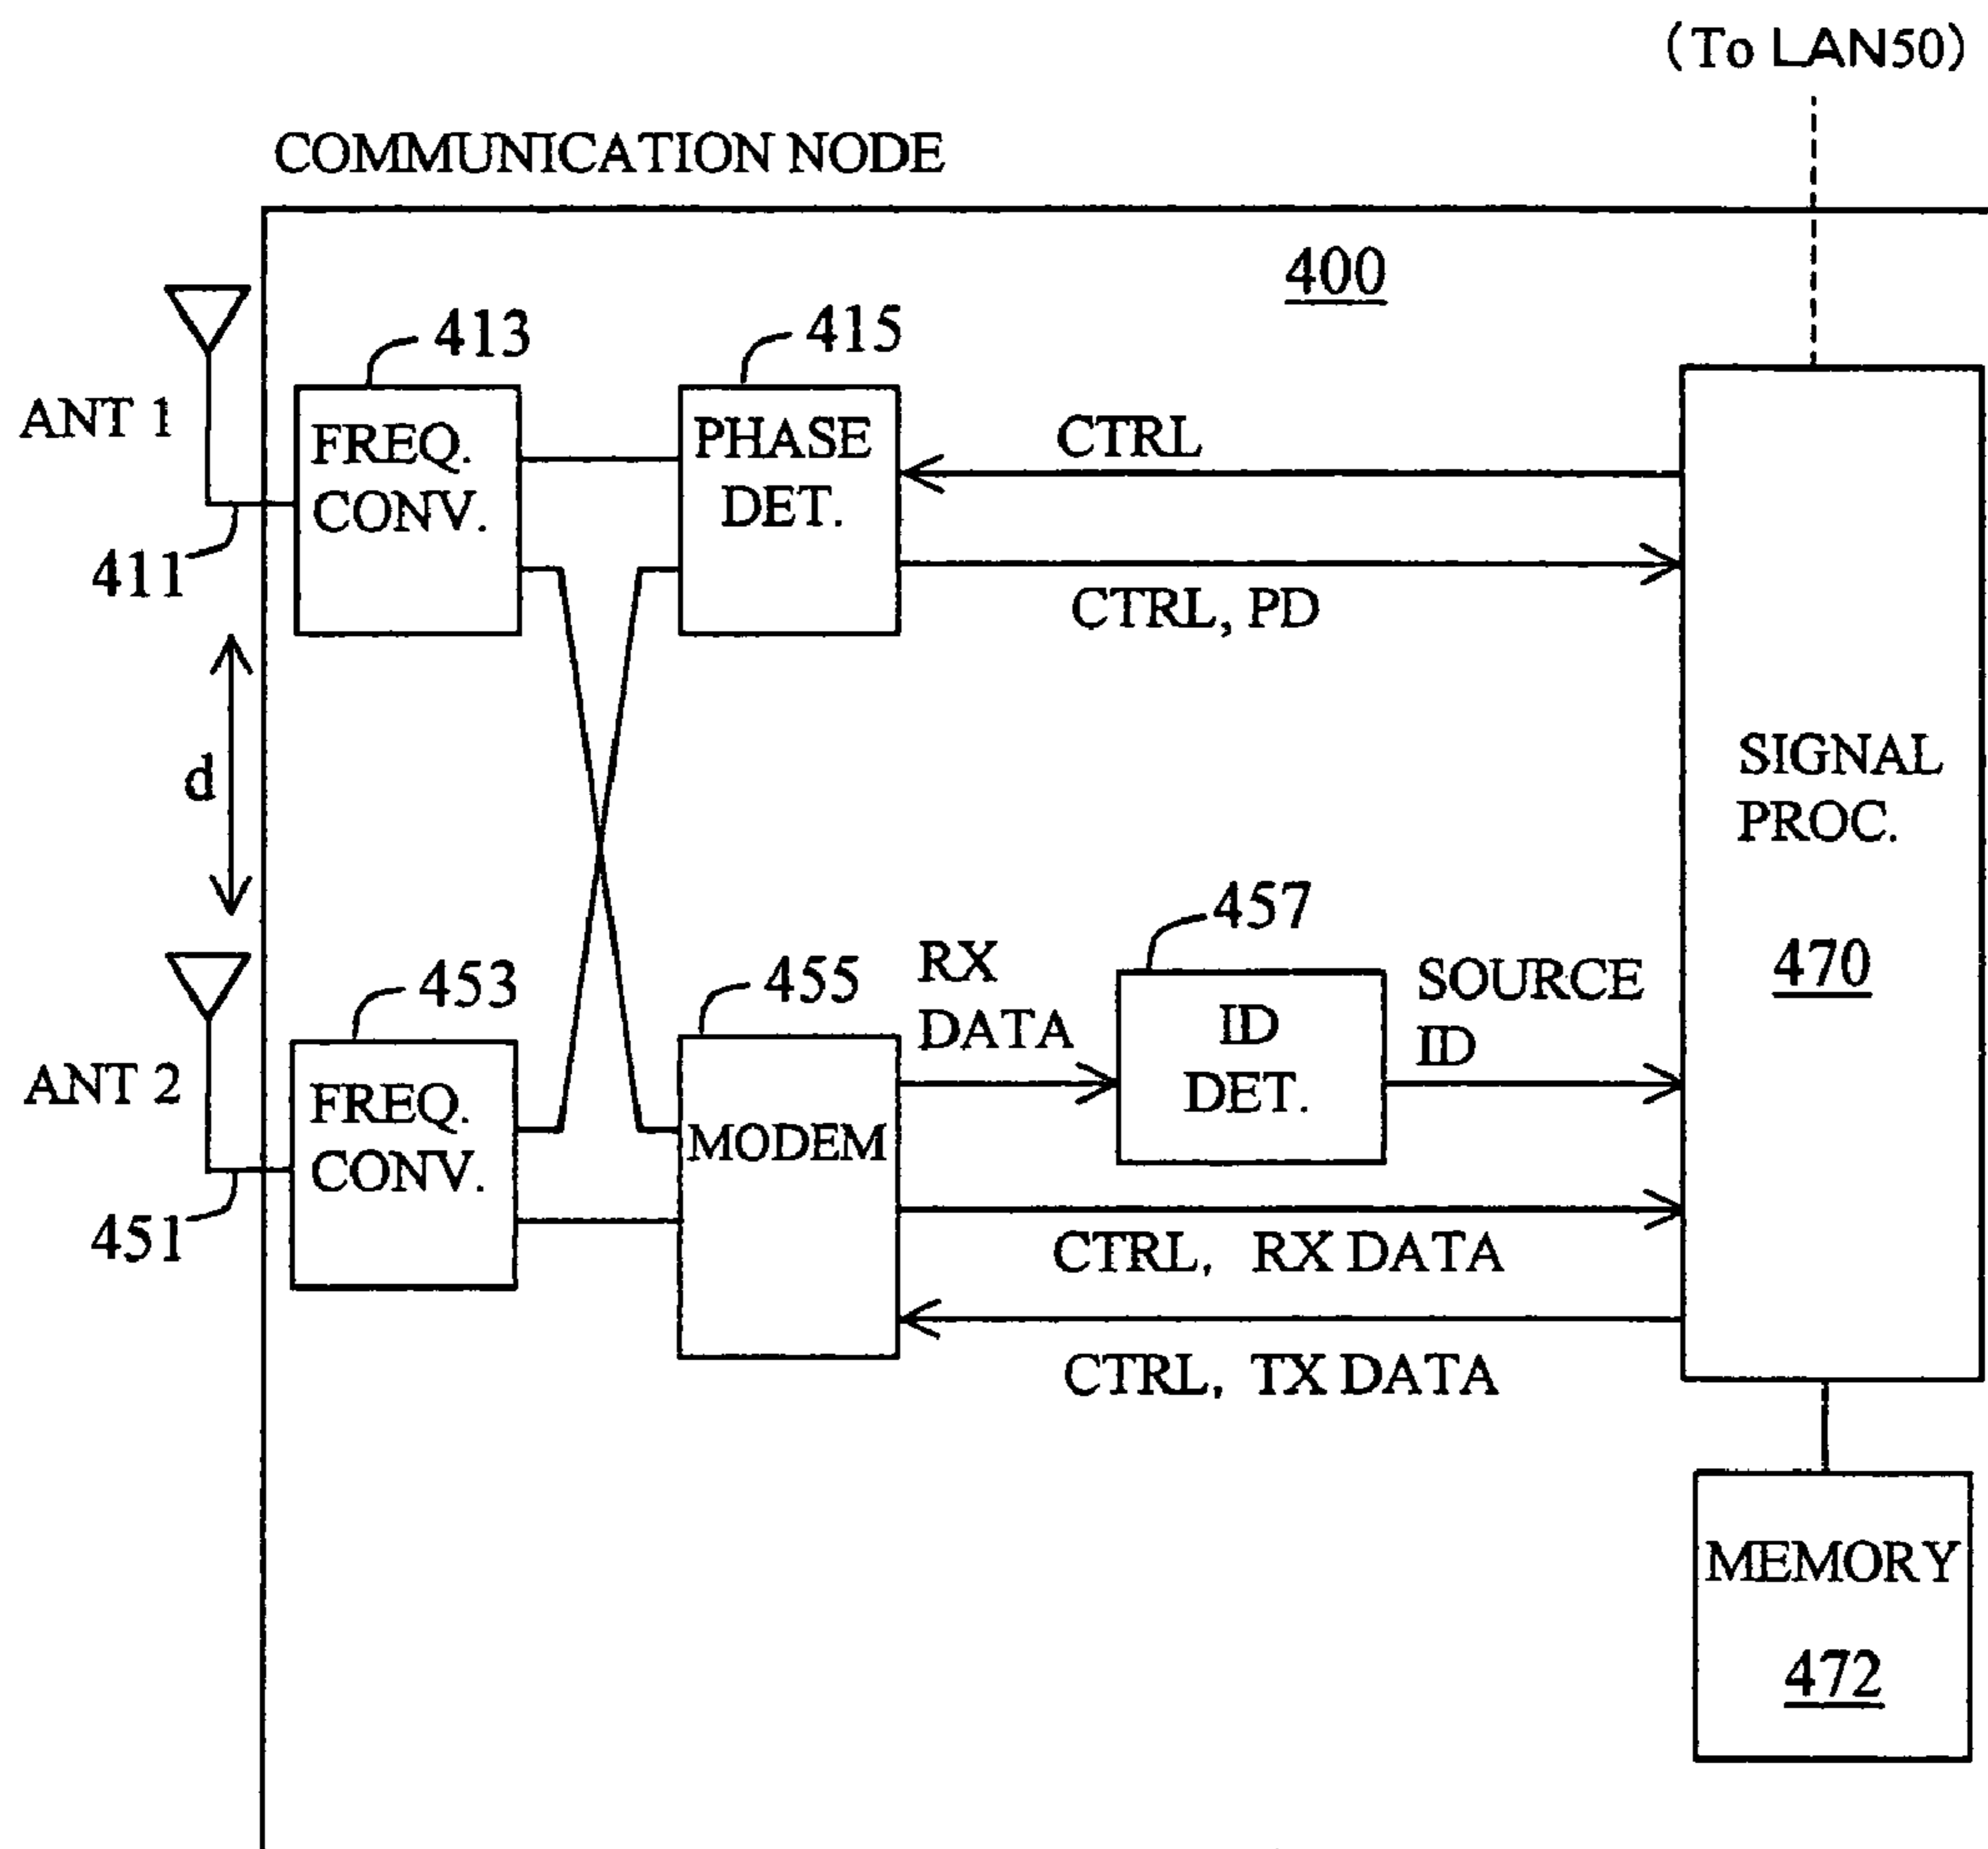 (To LAN50)
COMMUNICATION NODE
400
413
415
ANT 1
FREQ.
CONV.
PHASE
DET.
CTRL
411
CTRL, PD
d
SIGNAL
PROC.
470
453
455
457
RX
DATA
ID
DET.
SOURCE
ID
ANT 2
FREQ.
CONV.
MODEM
451
CTRL, RX DATA
CTRL, TX DATA
MEMORY
472